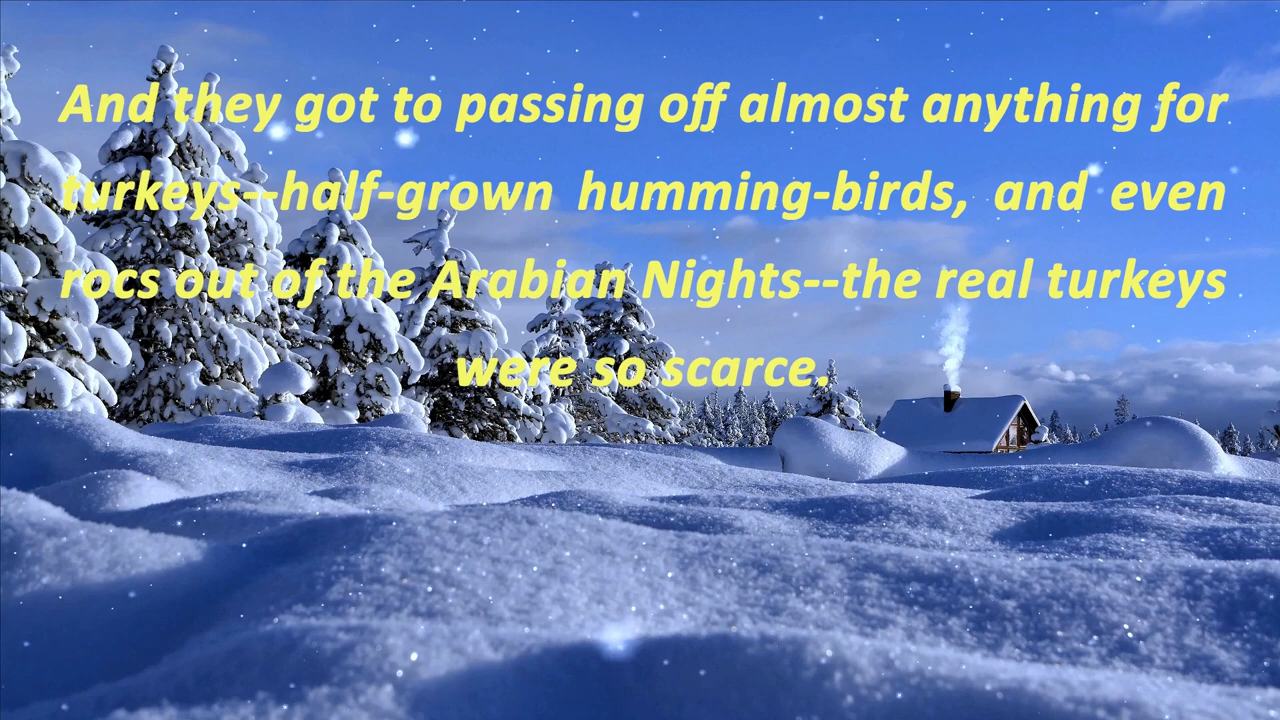 And they got to passing off almost anything for
turkeys--half-grown humming-birds, and even
rocs out of the Arabian Nights--the real turkeys
were so scarce.